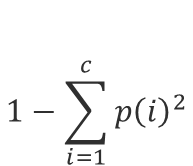 1 − ∑_{i=1}^{c} p(i)²